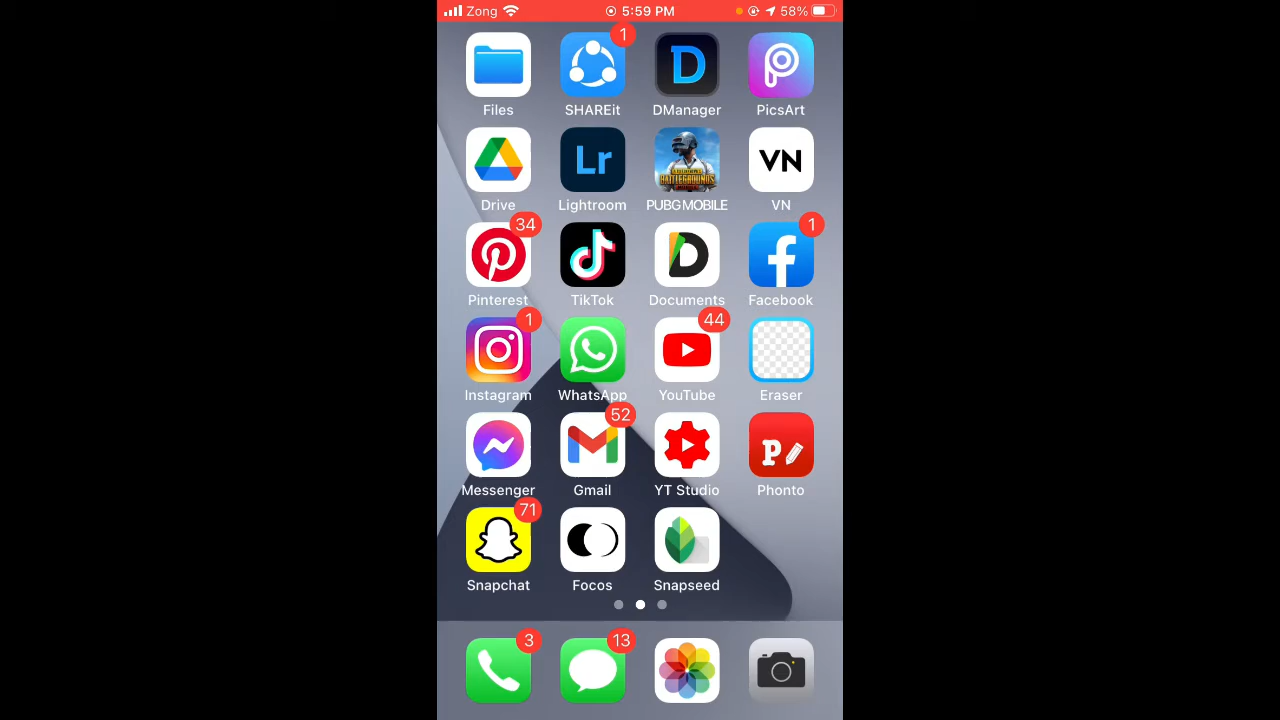 Zong 5:59 PM 58%
1
D
Files SHAREit DManager PicsArt
Lr VN
Drive Lightroom PUBG MOBILE VN
34 1
Pinterest TikTok Documents Facebook
1 44
Instagram WhatsApp YouTube Eraser
52
Messenger Gmail YT Studio Phonto
71
Snapchat Focos Snapseed
3 13